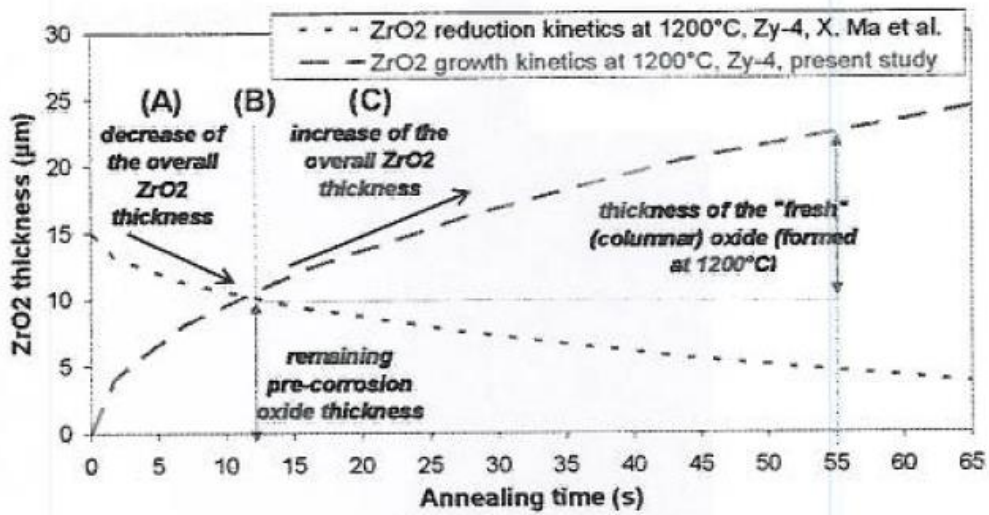 ZrO2 reduction kinetics at 1200°C, Zy-4, X. Ma et al.
ZrO2 growth kinetics at 1200°C, Zy-4, present study
30
25
20
15
10
5
0
ZrO2 thickness (µm)
(A) (B) (C)
decrease of
the overall
ZrO2
thickness
increase of the
overall ZrO2
thickness
thickness of the "fresh"
(columnar) oxide (formed
at 1200°C)
remaining
pre-corrosion
oxide thickness
0 5 10 15 20 25 30 35 40 45 50 55 60 65
Annealing time (s)